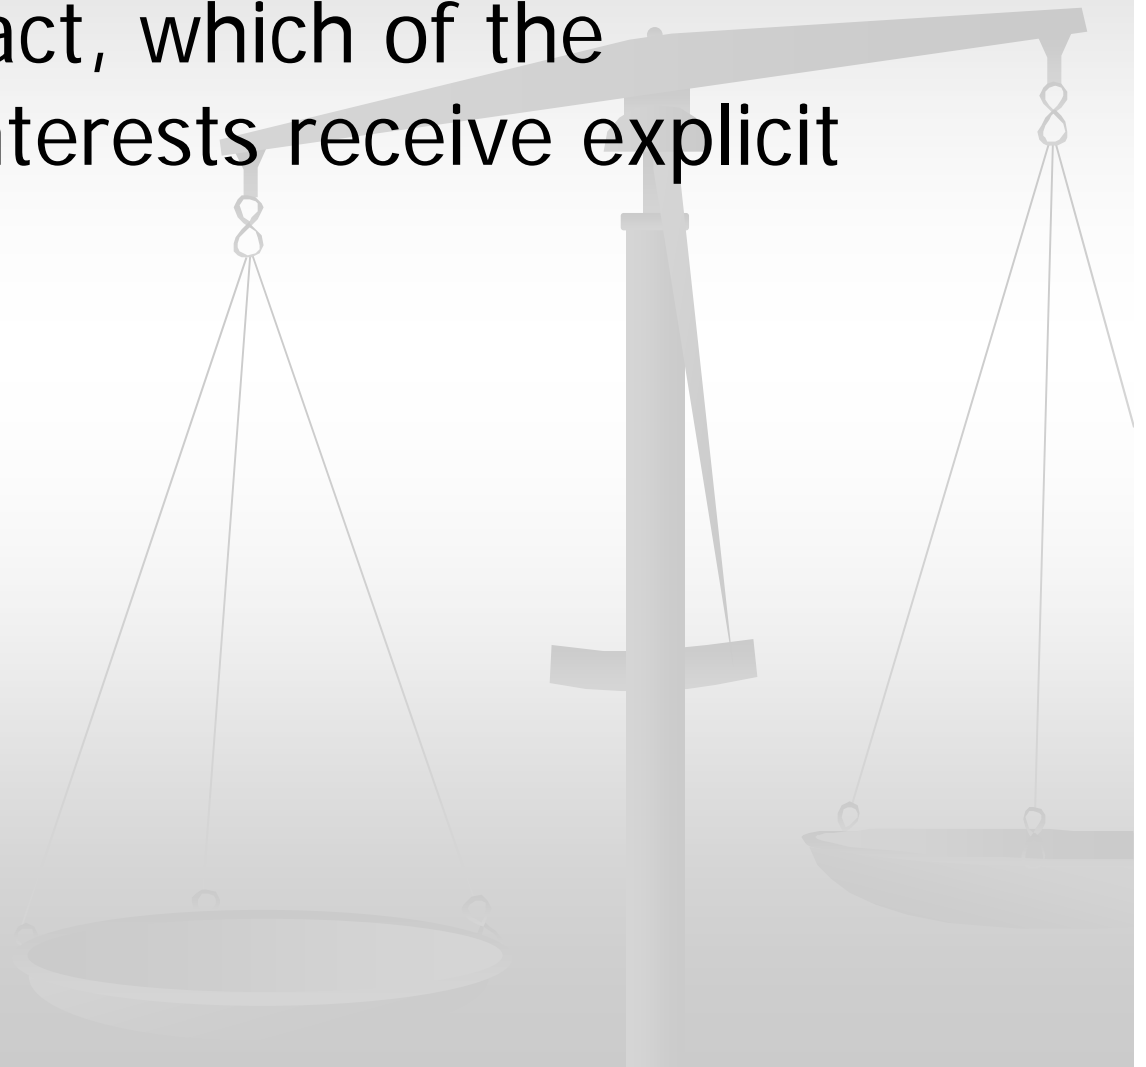 act, which of the
nterests receive explicit